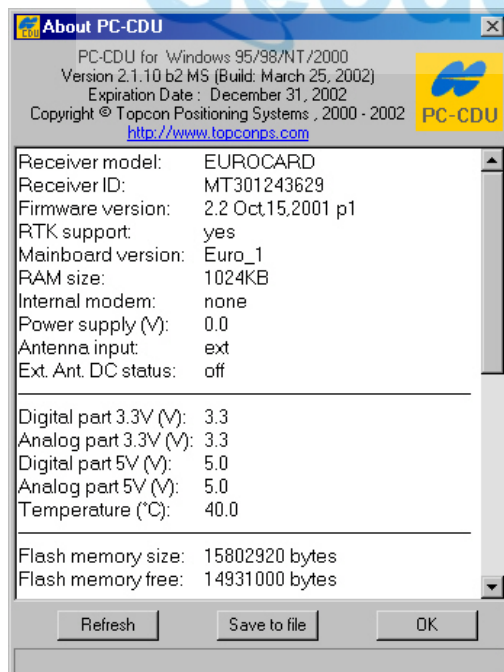 About PC-CDU
PC-CDU for Windows 95/98/NT/2000
Version 2.1.10 b2 MS (Build: March 25, 2002)
Expiration Date : December 31, 2002
Copyright © Topcon Positioning Systems , 2000 - 2002
http://www.topconps.com
PC-CDU
Receiver model: EUROCARD
Receiver ID: MT301243629
Firmware version: 2.2 Oct,15,2001 p1
RTK support: yes
Mainboard version: Euro_1
RAM size: 1024KB
Internal modem: none
Power supply (V): 0.0
Antenna input: ext
Ext. Ant. DC status: off
Digital part 3.3V (V): 3.3
Analog part 3.3V (V): 3.3
Digital part 5V (V): 5.0
Analog part 5V (V): 5.0
Temperature (°C): 40.0
Flash memory size: 15802920 bytes
Flash memory free: 14931000 bytes
Refresh Save to file OK